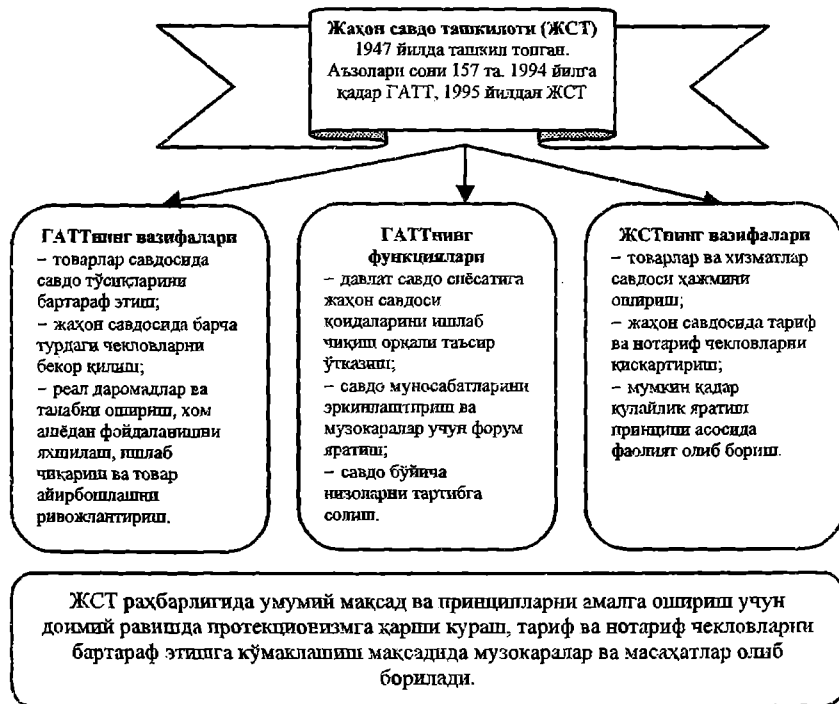 Жаҳон савдо ташкилоти (ЖСТ)
1947 йилда ташкил топган.
Аъзолари сони 157 та. 1994 йилга
қадар ГАТТ, 1995 йилдан ЖСТ
ГАТТнинг вазифалари
– товарлар савдосида
савдо тўсиқларини
бартараф этиш;
– жаҳон савдосида барча
турдаги чекловларни
бекор қилиш;
– реал даромадлар ва
талабни ошириш, хом
ашёдан фойдаланишни
яхшилаш, ишлаб
чиқариш ва товар
айирбошлашни
ривожлантириш.
ГАТТнинг
функциялари
– давлат савдо сиёсатига
жаҳон савдоси
қоидаларини ишлаб
чиқиш орқали таъсир
ўтказиш;
– савдо муносабатларини
эркинлаштириш ва
музокаралар учун форум
яратиш;
– савдо бўйича
низоларни тартибга
солиш.
ЖСТнинг вазифалари
– товарлар ва хизматлар
савдоси ҳажмини
ошириш;
– жаҳон савдосида тариф
ва нотариф чекловларни
қисқартириш;
– мумкин қадар
қулайлик яратиш
принципи асосида
фаолият олиб бориш.
ЖСТ раҳбарлигида умумий мақсад ва принципларни амалга ошириш учун
доимий равишда протекционизмга қарши кураш, тариф ва нотариф чекловларни
бартараф этишга кўмаклашиш мақсадида музокаралар ва масаҳатлар олиб
борилади.